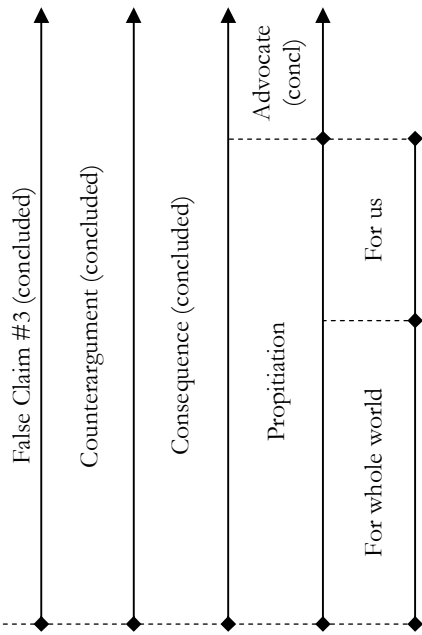 False Claim #3 (concluded)
Counterargument (concluded)
Consequence (concluded)
Advocate
(concl)
Propitiation
For us
For whole world